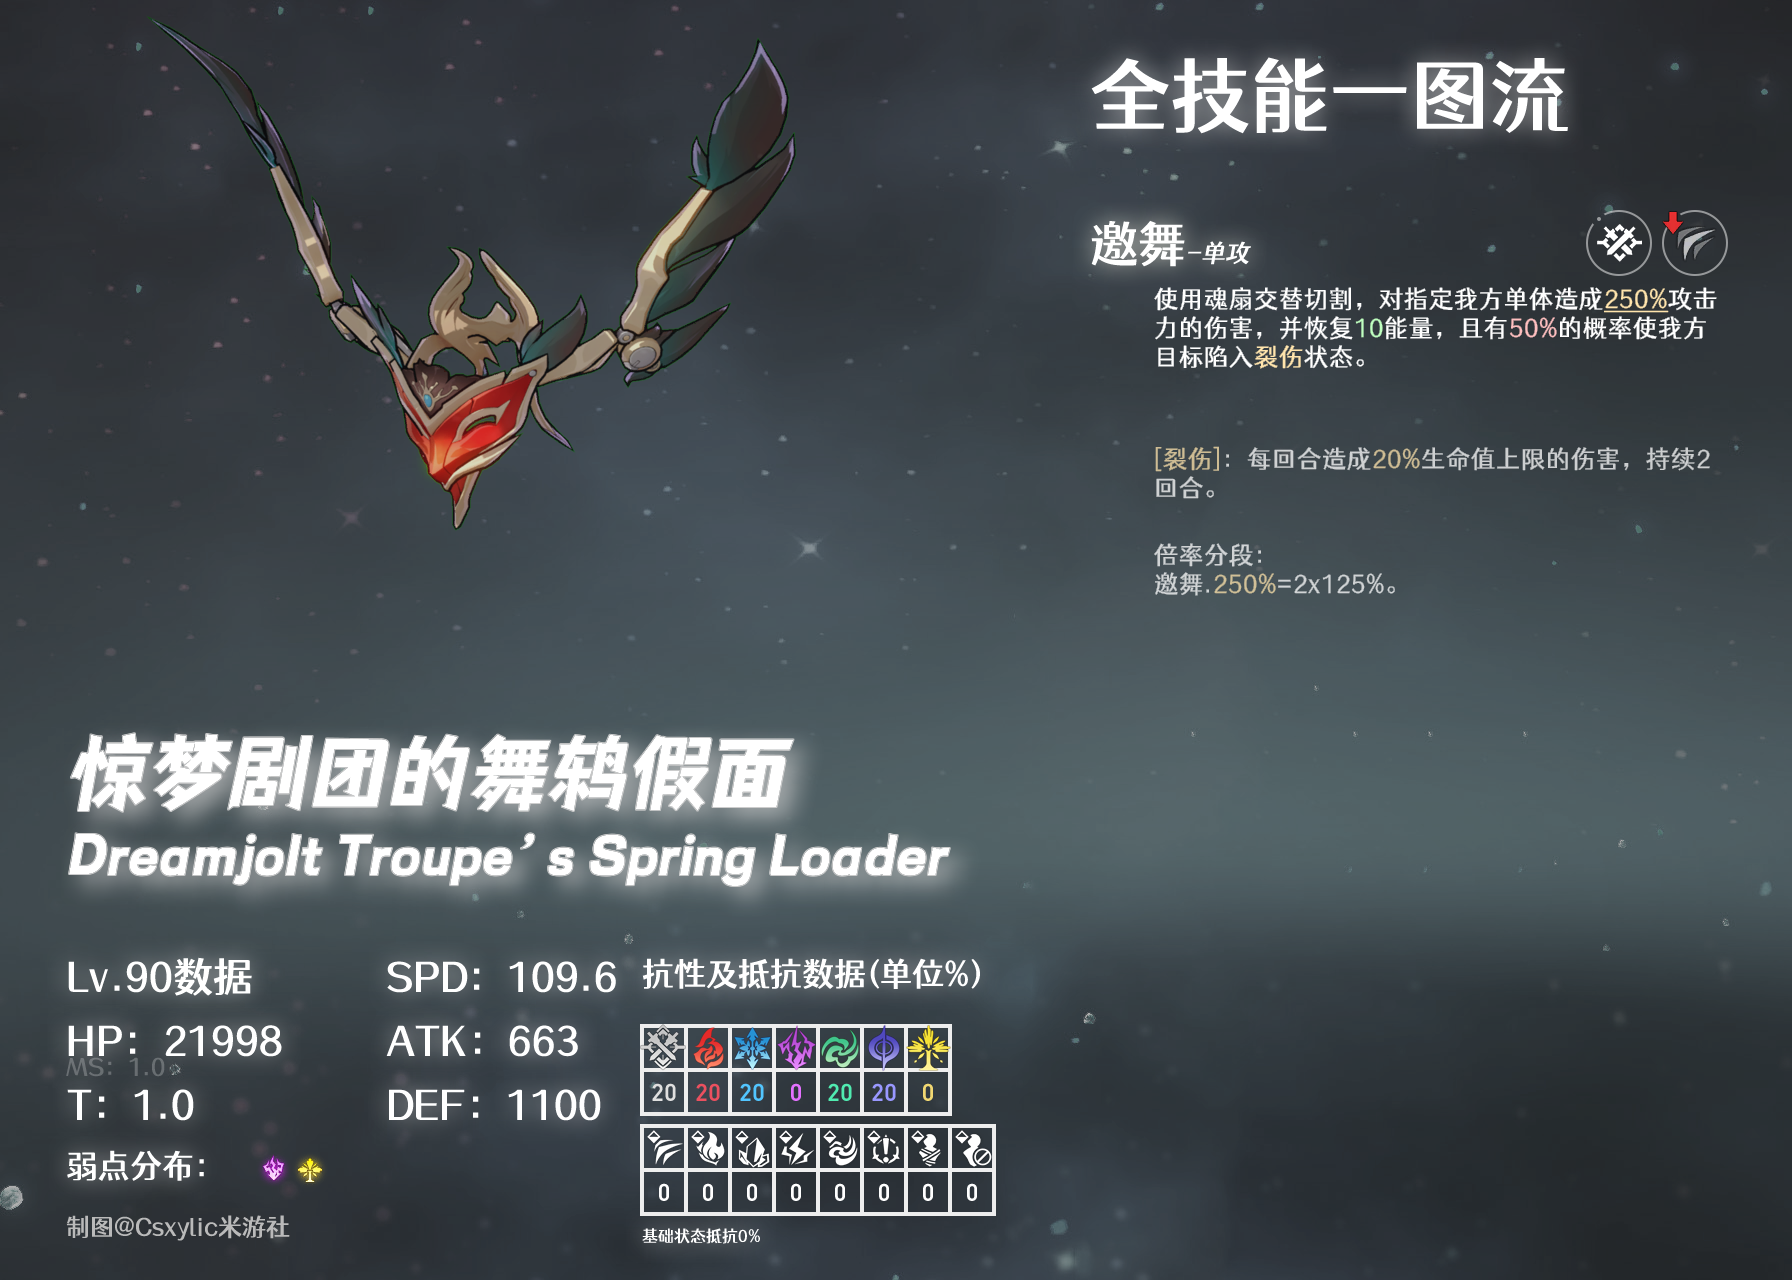 全技能一图流
邀舞-单攻
使用魂扇交替切割，对指定我方单体造成250%攻击
力的伤害，并恢复10能量，且有50%的概率使我方
目标陷入裂伤状态。
[裂伤]：每回合造成20%生命值上限的伤害，持续2
回合。
倍率分段：
邀舞.250%=2x125%。
惊梦剧团的舞鸫假面
Dreamjolt Troupe’s Spring Loader
Lv.90数据
SPD：109.6
HP：21998
ATK：663
MS：1.0
T：1.0
DEF：1100
弱点分布：
制图@Csxylic米游社
抗性及抵抗数据(单位%)
20 20 20 0 20 20 0
0 0 0 0 0 0 0 0
基础状态抵抗0%